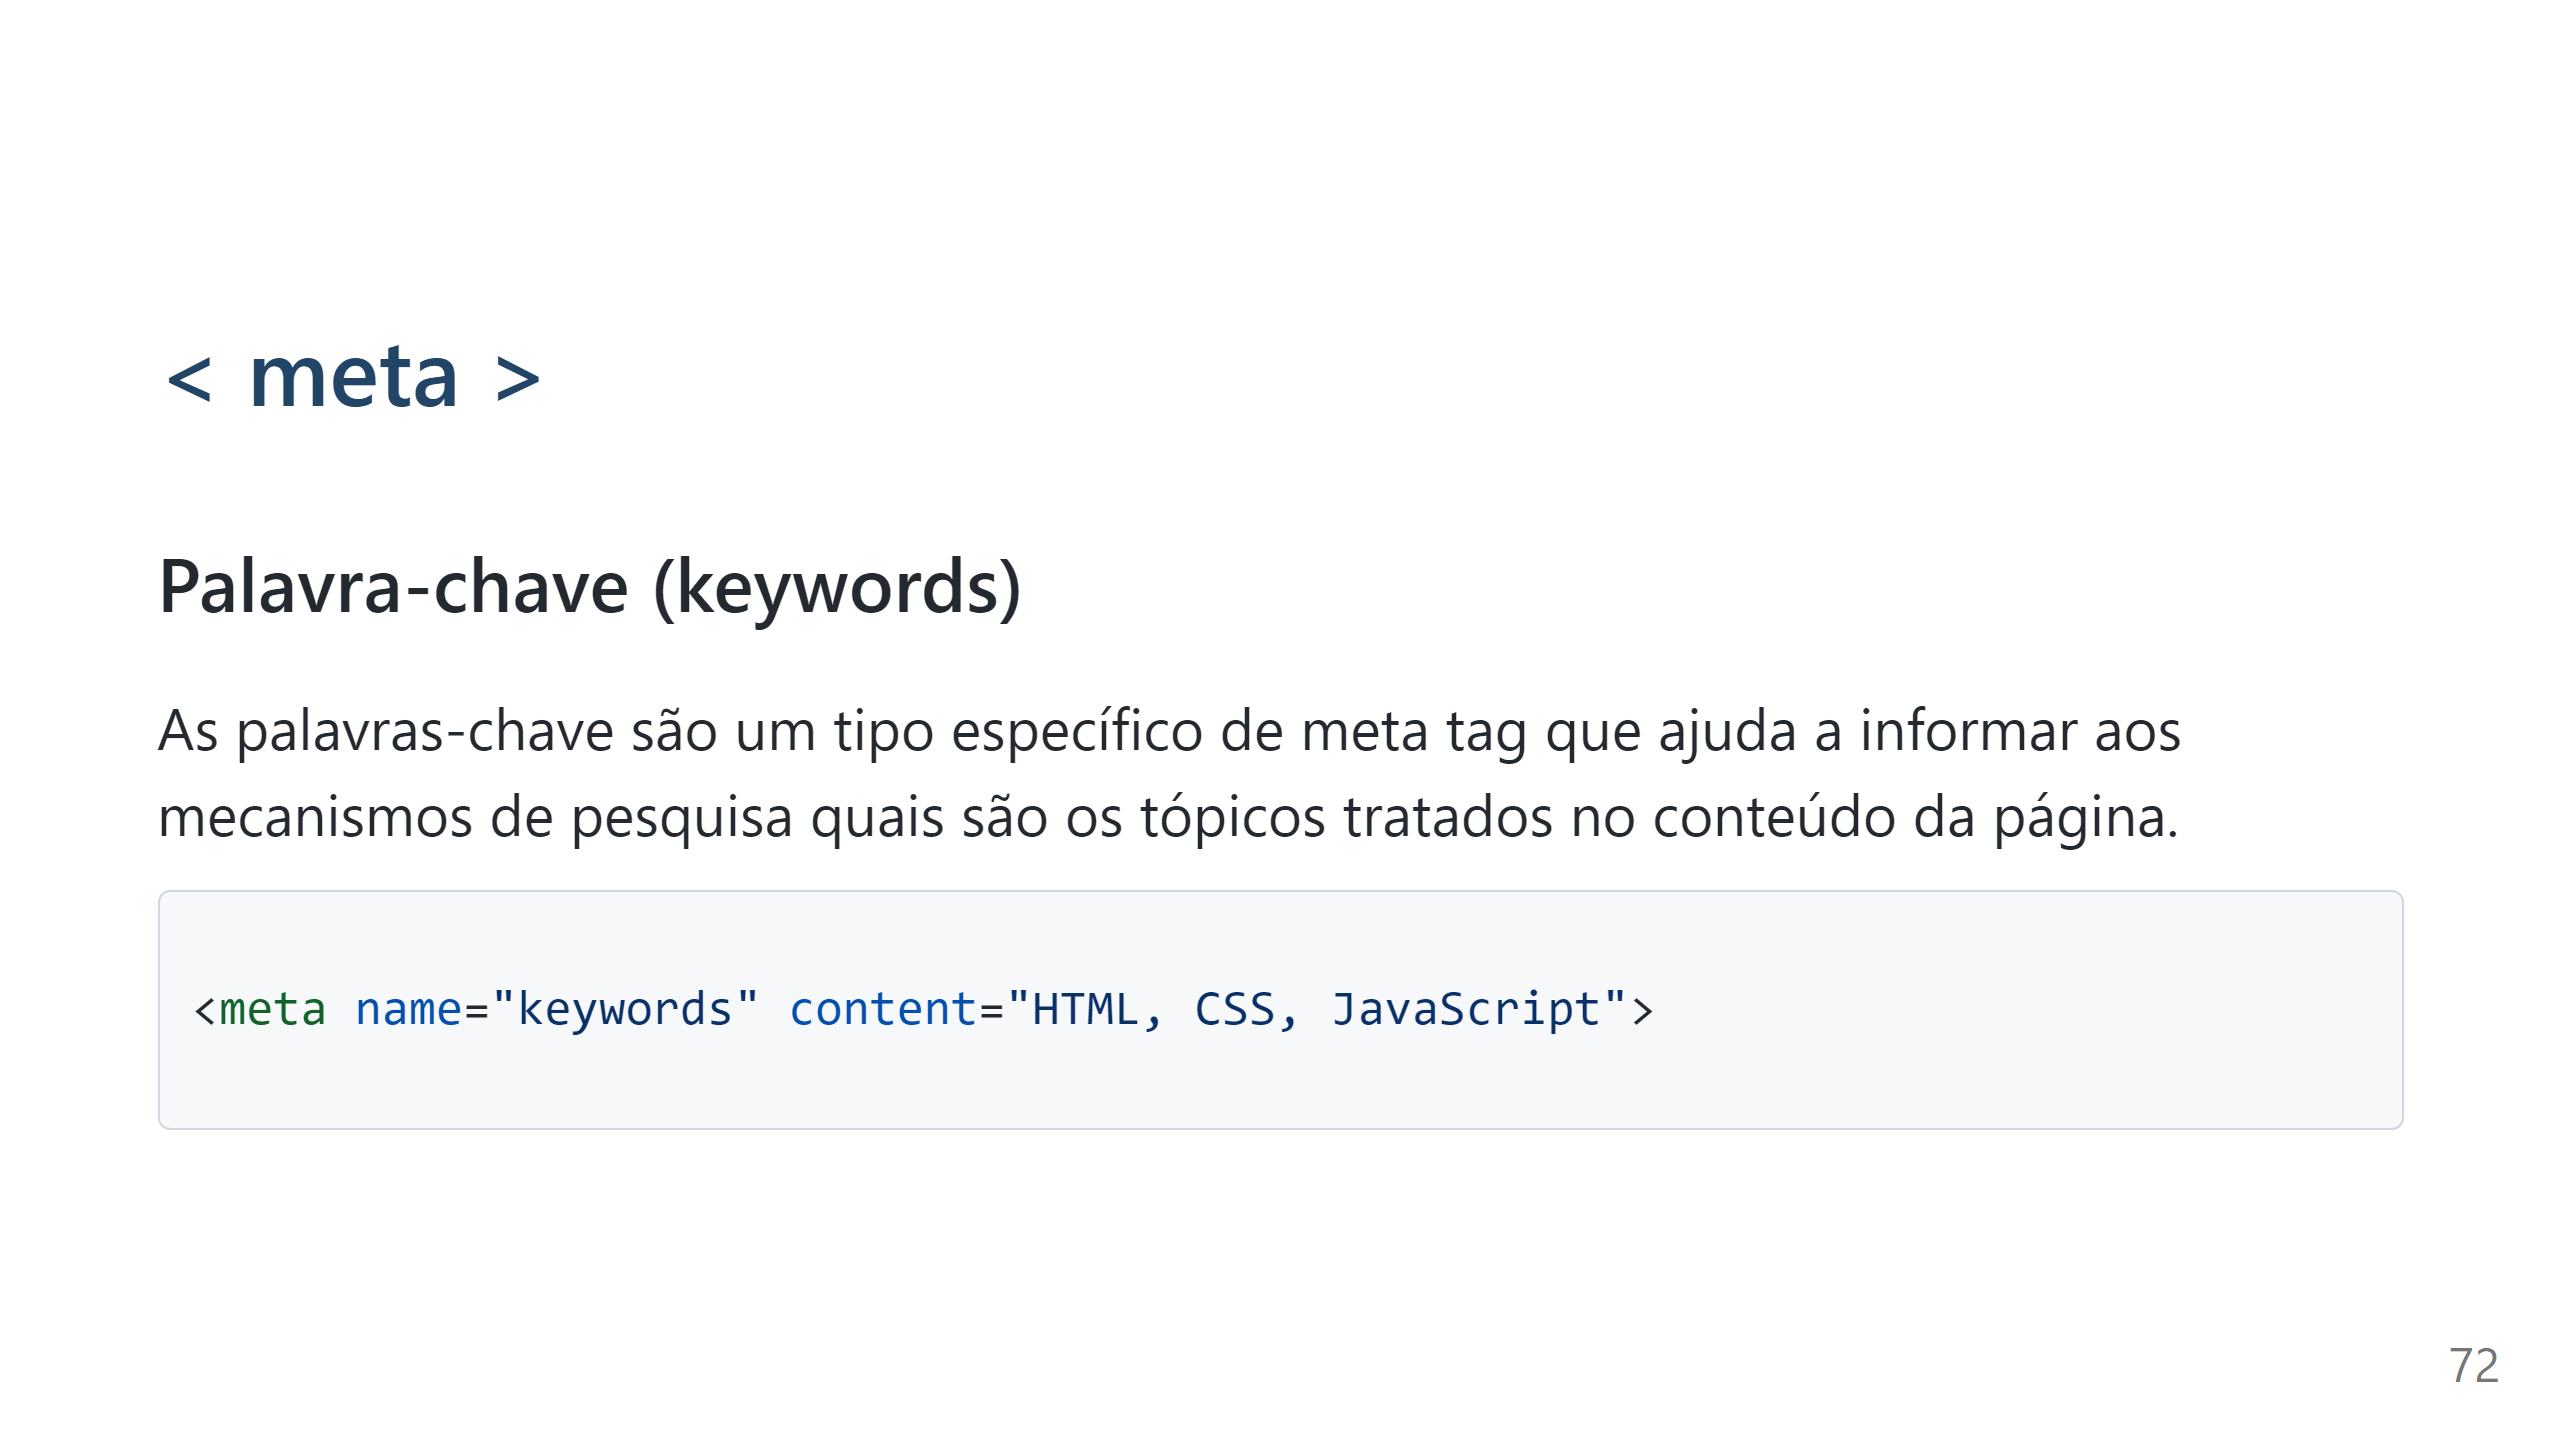 < meta >
Palavra-chave (keywords)
As palavras-chave são um tipo específico de meta tag que ajuda a informar aos
mecanismos de pesquisa quais são os tópicos tratados no conteúdo da página.
<meta name="keywords" content="HTML, CSS, JavaScript">
72